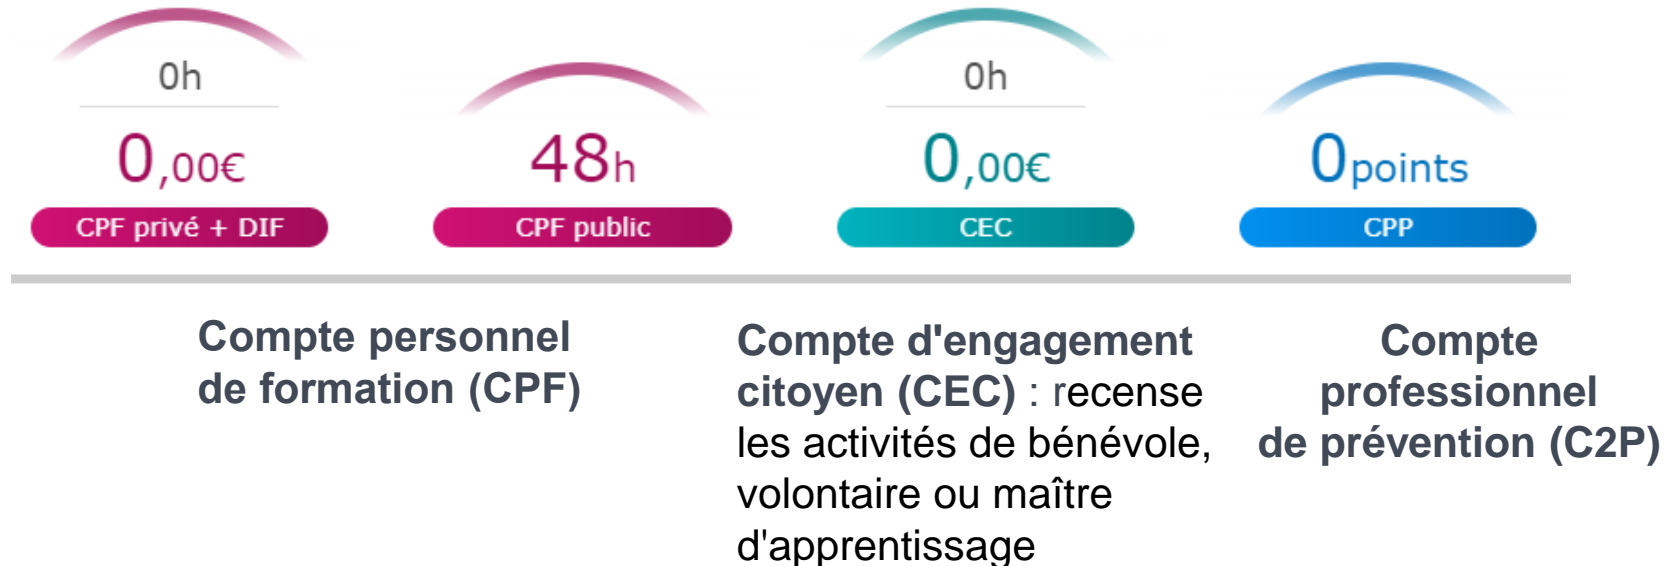 0h
0,00€
CPF privé + DIF
48h
CPF public
0h
0,00€
CEC
0points
CPP
Compte personnel
de formation (CPF)
Compte d'engagement
citoyen (CEC) : recense
les activités de bénévole,
volontaire ou maître
d'apprentissage
Compte
professionnel
de prévention (C2P)